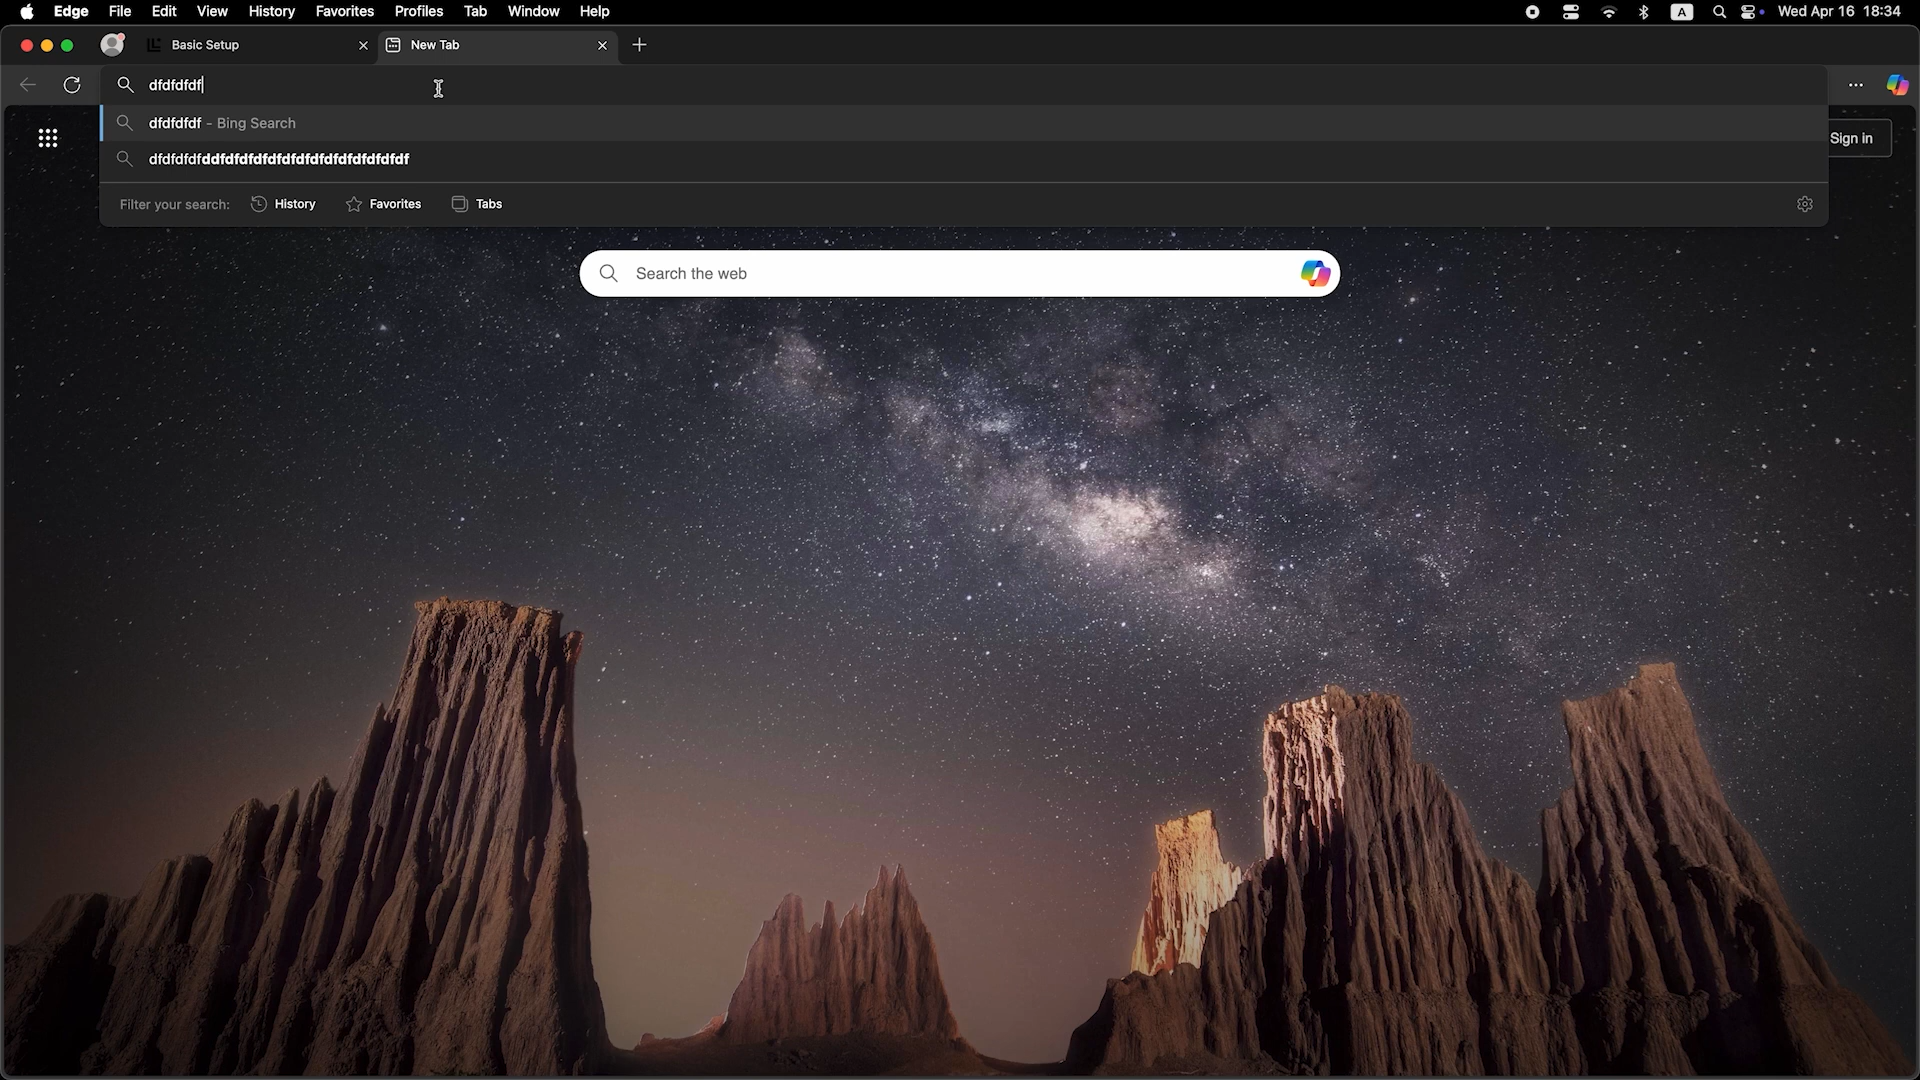 Edge File Edit View History Favorites Profiles Tab Window Help A Wed Apr 16 18:34
Basic Setup New Tab
dfdfdfdf
dfdfdfdf - Bing Search
dfdfdfdfddfdfdfdfdfdfdfdfdfdfdfdfdf
Sign in
Filter your search: History Favorites Tabs
Search the web